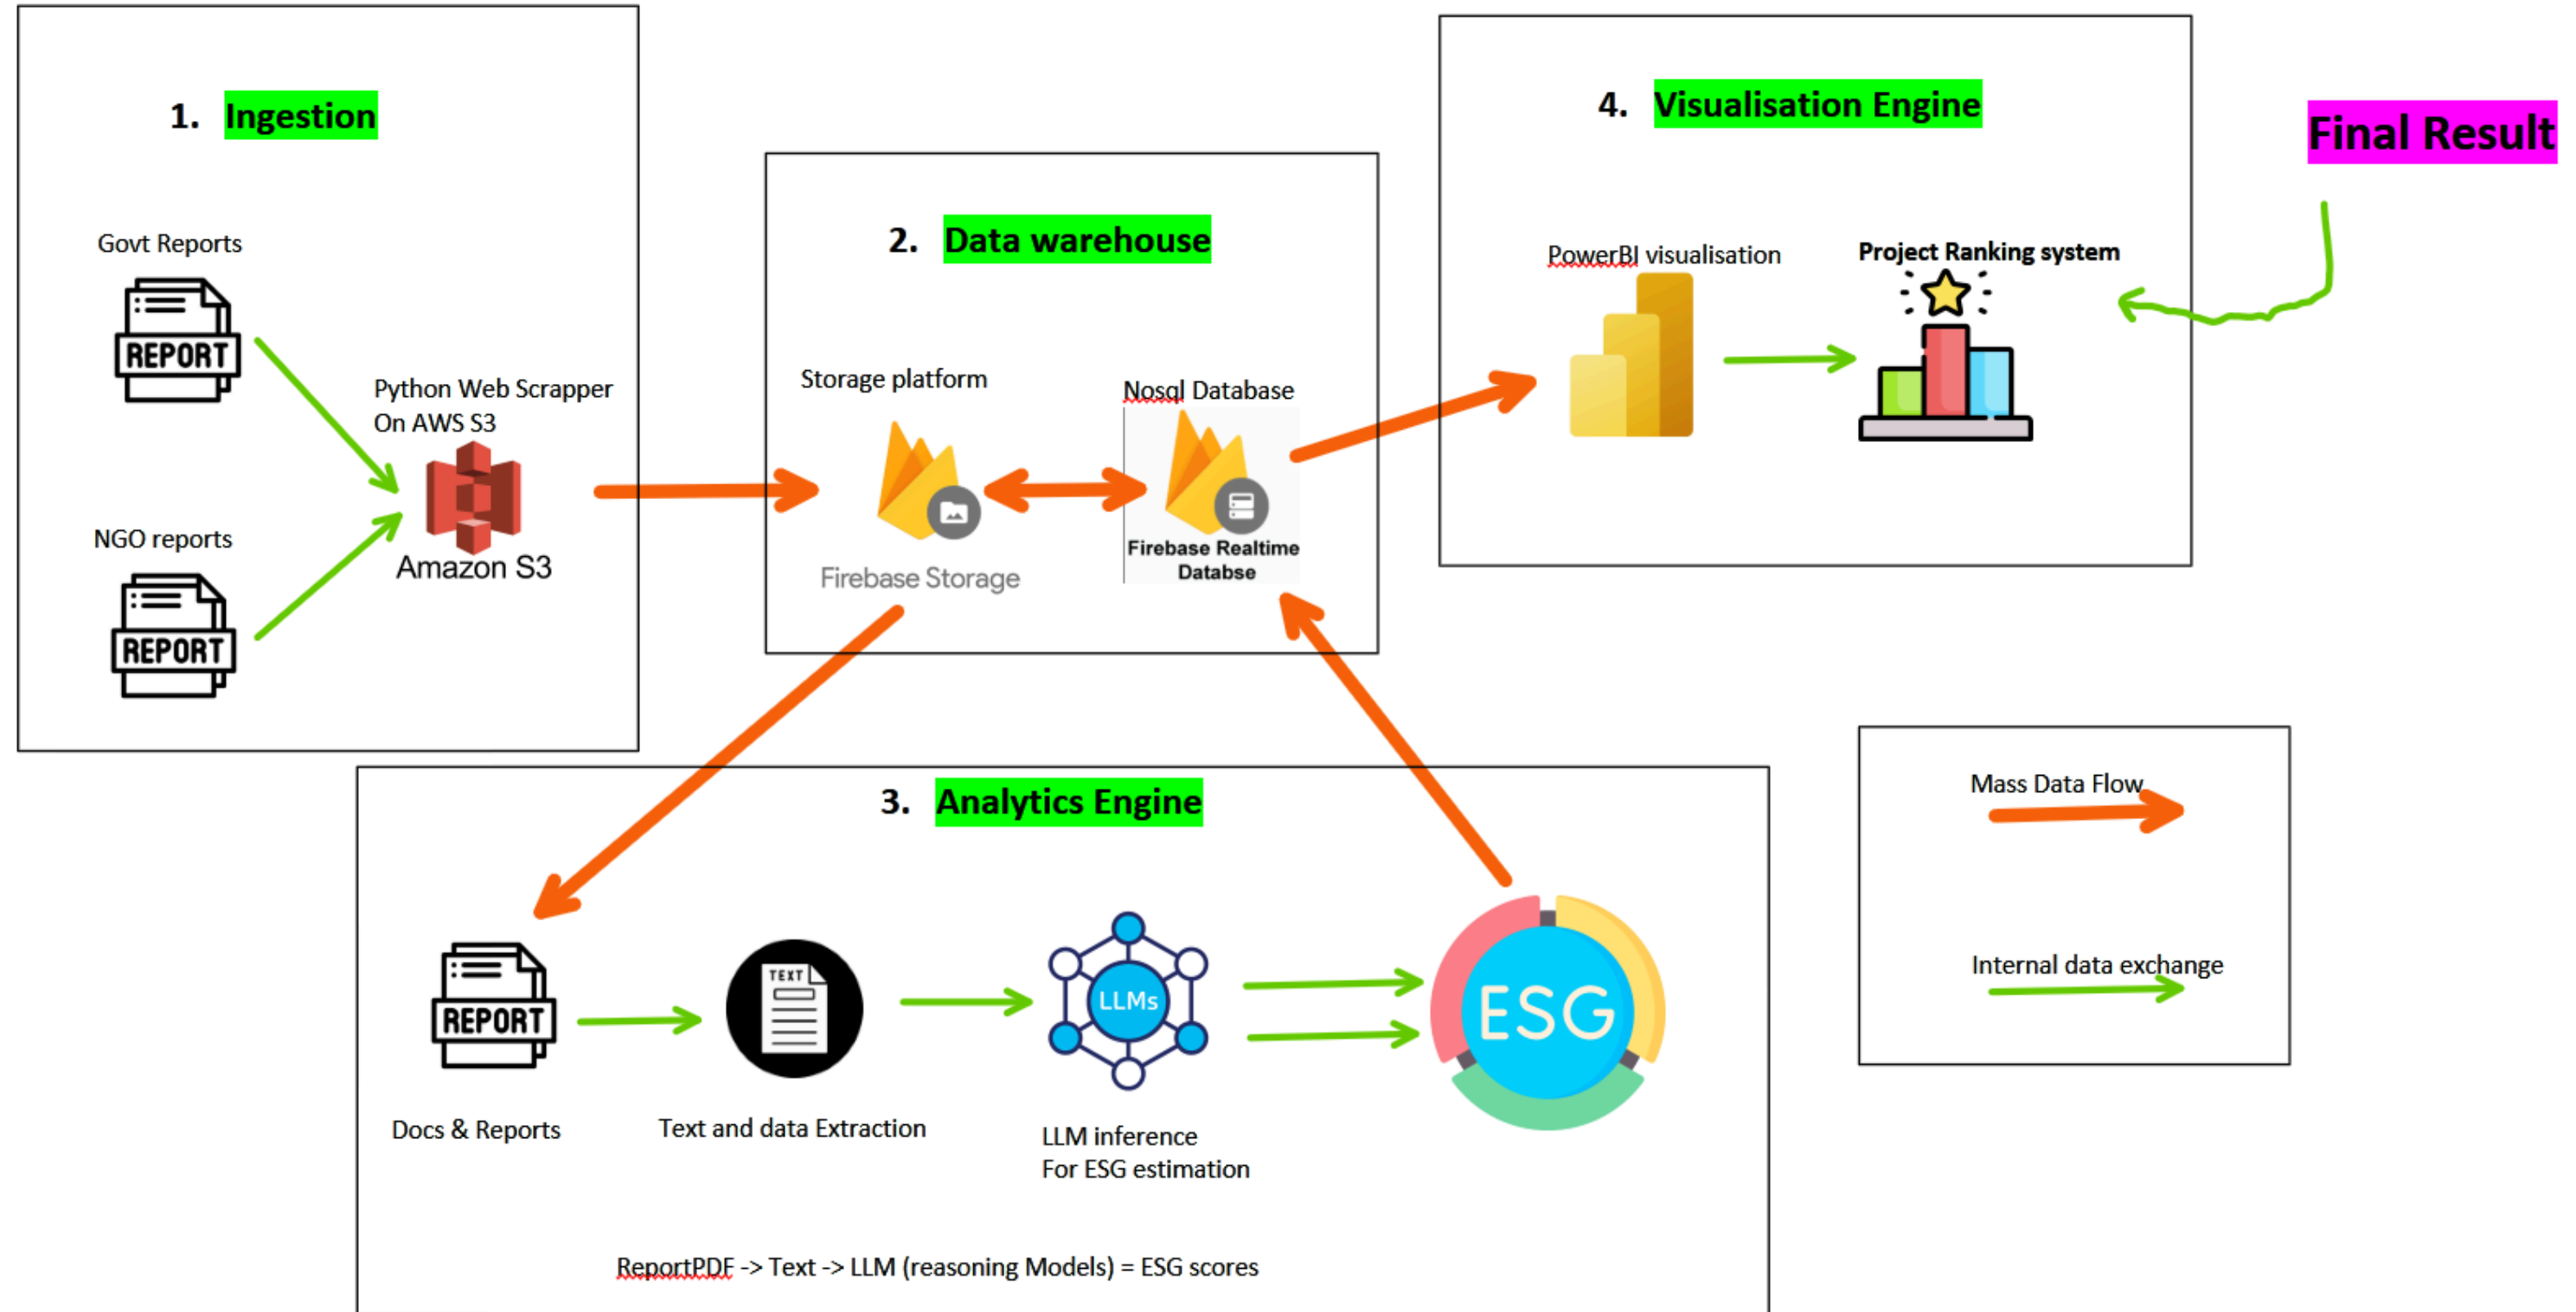 1. Ingestion
Govt Reports
REPORT
Python Web Scrapper
On AWS S3
Amazon S3
NGO reports
REPORT
2. Data warehouse
Storage platform
Firebase Storage
Nosql Database
Firebase Realtime
Databse
4. Visualisation Engine
PowerBI visualisation
Project Ranking system
Final Result
3. Analytics Engine
REPORT
Docs & Reports
TEXT
Text and data Extraction
LLMs
LLM inference
For ESG estimation
ESG
ReportPDF -> Text -> LLM (reasoning Models) = ESG scores
Mass Data Flow
Internal data exchange